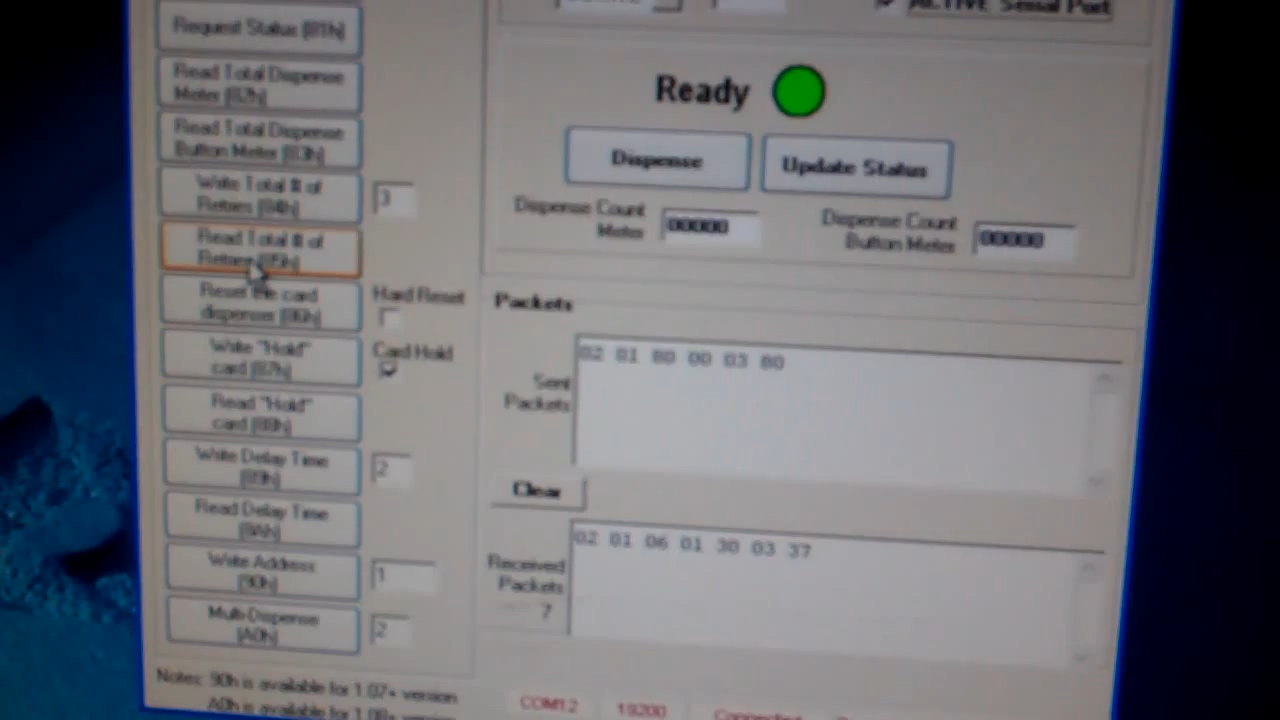 Request Status [81h]
ACTIVE Serial Port
Read Total Dispense
Meter [82h]
Read Total Dispense
Button Meter [83h]
Write Total # of
Retries [84h]
3
Read Total # of
Retries [85h]
Reset the card
dispenser [86h]
Hard Reset
Write "Hold"
card [87h]
Card Hold
Read "Hold"
card [88h]
Write Delay Time
[89h]
2
Read Delay Time
[8Ah]
Write Address
[90h]
1
Multi-Dispense
[A0h]
2
Notes: 90h is available for 1.07+ version
A0h is available for 1.08+ version
Ready
Dispense
Update Status
Dispense Count
Meter
00000
Dispense Count
Button Meter
00000
Packets
Sent
Packets
02 01 80 00 03 80
Clear
Received
Packets
7
02 01 06 01 30 03 37
COM12
19200
Connected